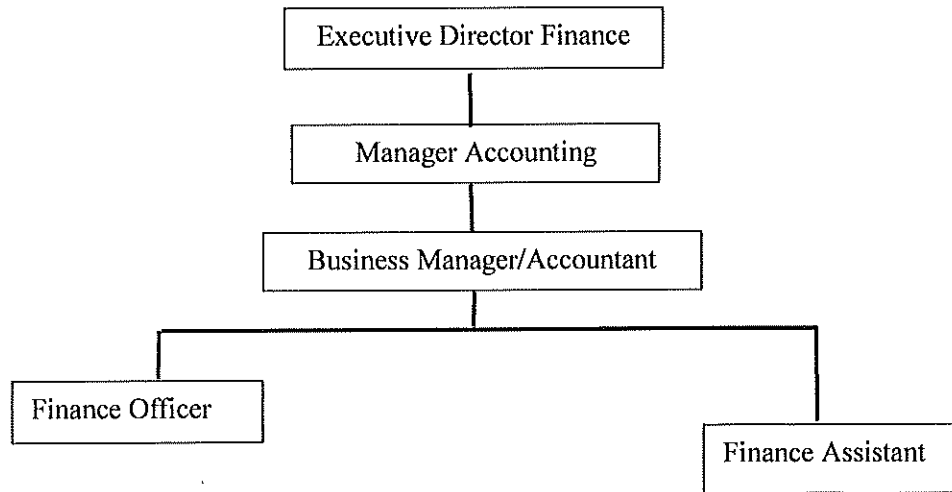 Executive Director Finance
Manager Accounting
Business Manager/Accountant
Finance Officer
Finance Assistant